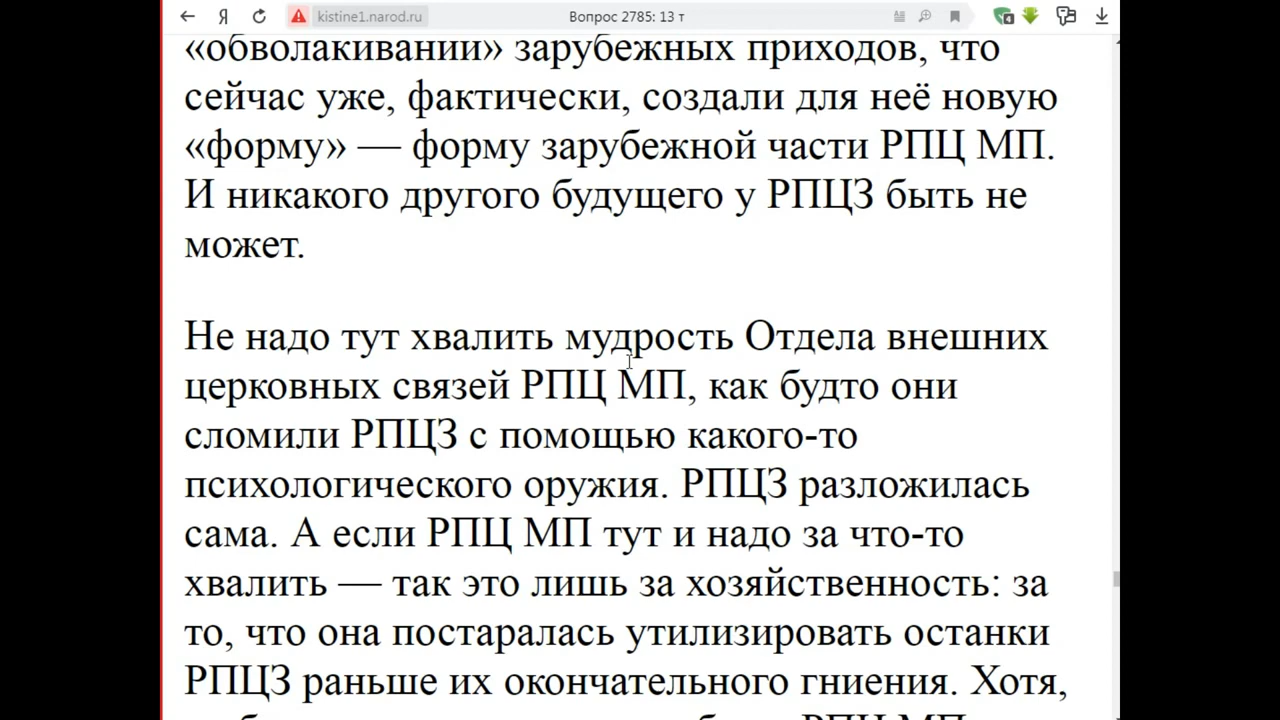 Я kistine1.narod.ru Вопрос 2785: 13 т 4
«обволакивании» зарубежных приходов, что
сейчас уже, фактически, создали для неё новую
«форму» — форму зарубежной части РПЦ МП.
И никакого другого будущего у РПЦЗ быть не
может.
Не надо тут хвалить мудрость Отдела внешних
церковных связей РПЦ МП, как будто они
сломили РПЦЗ с помощью какого-то
психологического оружия. РПЦЗ разложилась
сама. А если РПЦ МП тут и надо за что-то
хвалить — так это лишь за хозяйственность: за
то, что она постаралась утилизировать останки
РПЦЗ раньше их окончательного гниения. Хотя,